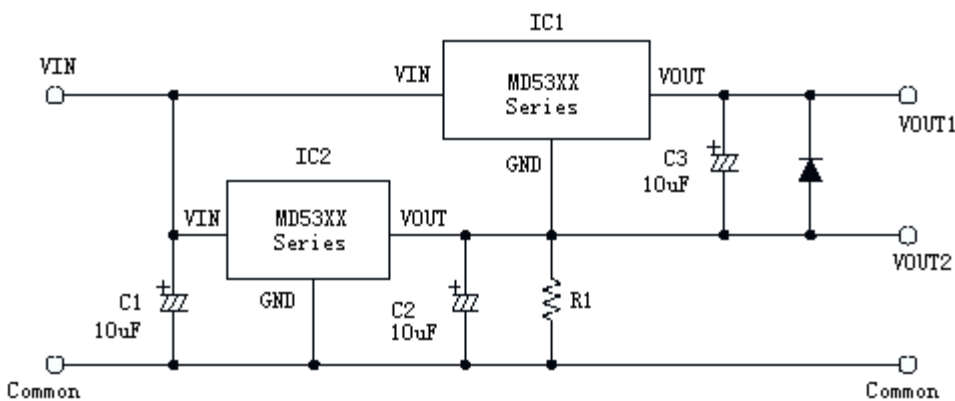 IC1
VIN
VIN
MD53XX
Series
VOUT
VOUT1
GND
C3
10uF
IC2
VIN
MD53XX
Series
VOUT
VOUT2
GND
C1
10uF
C2
10uF
R1
Common
Common